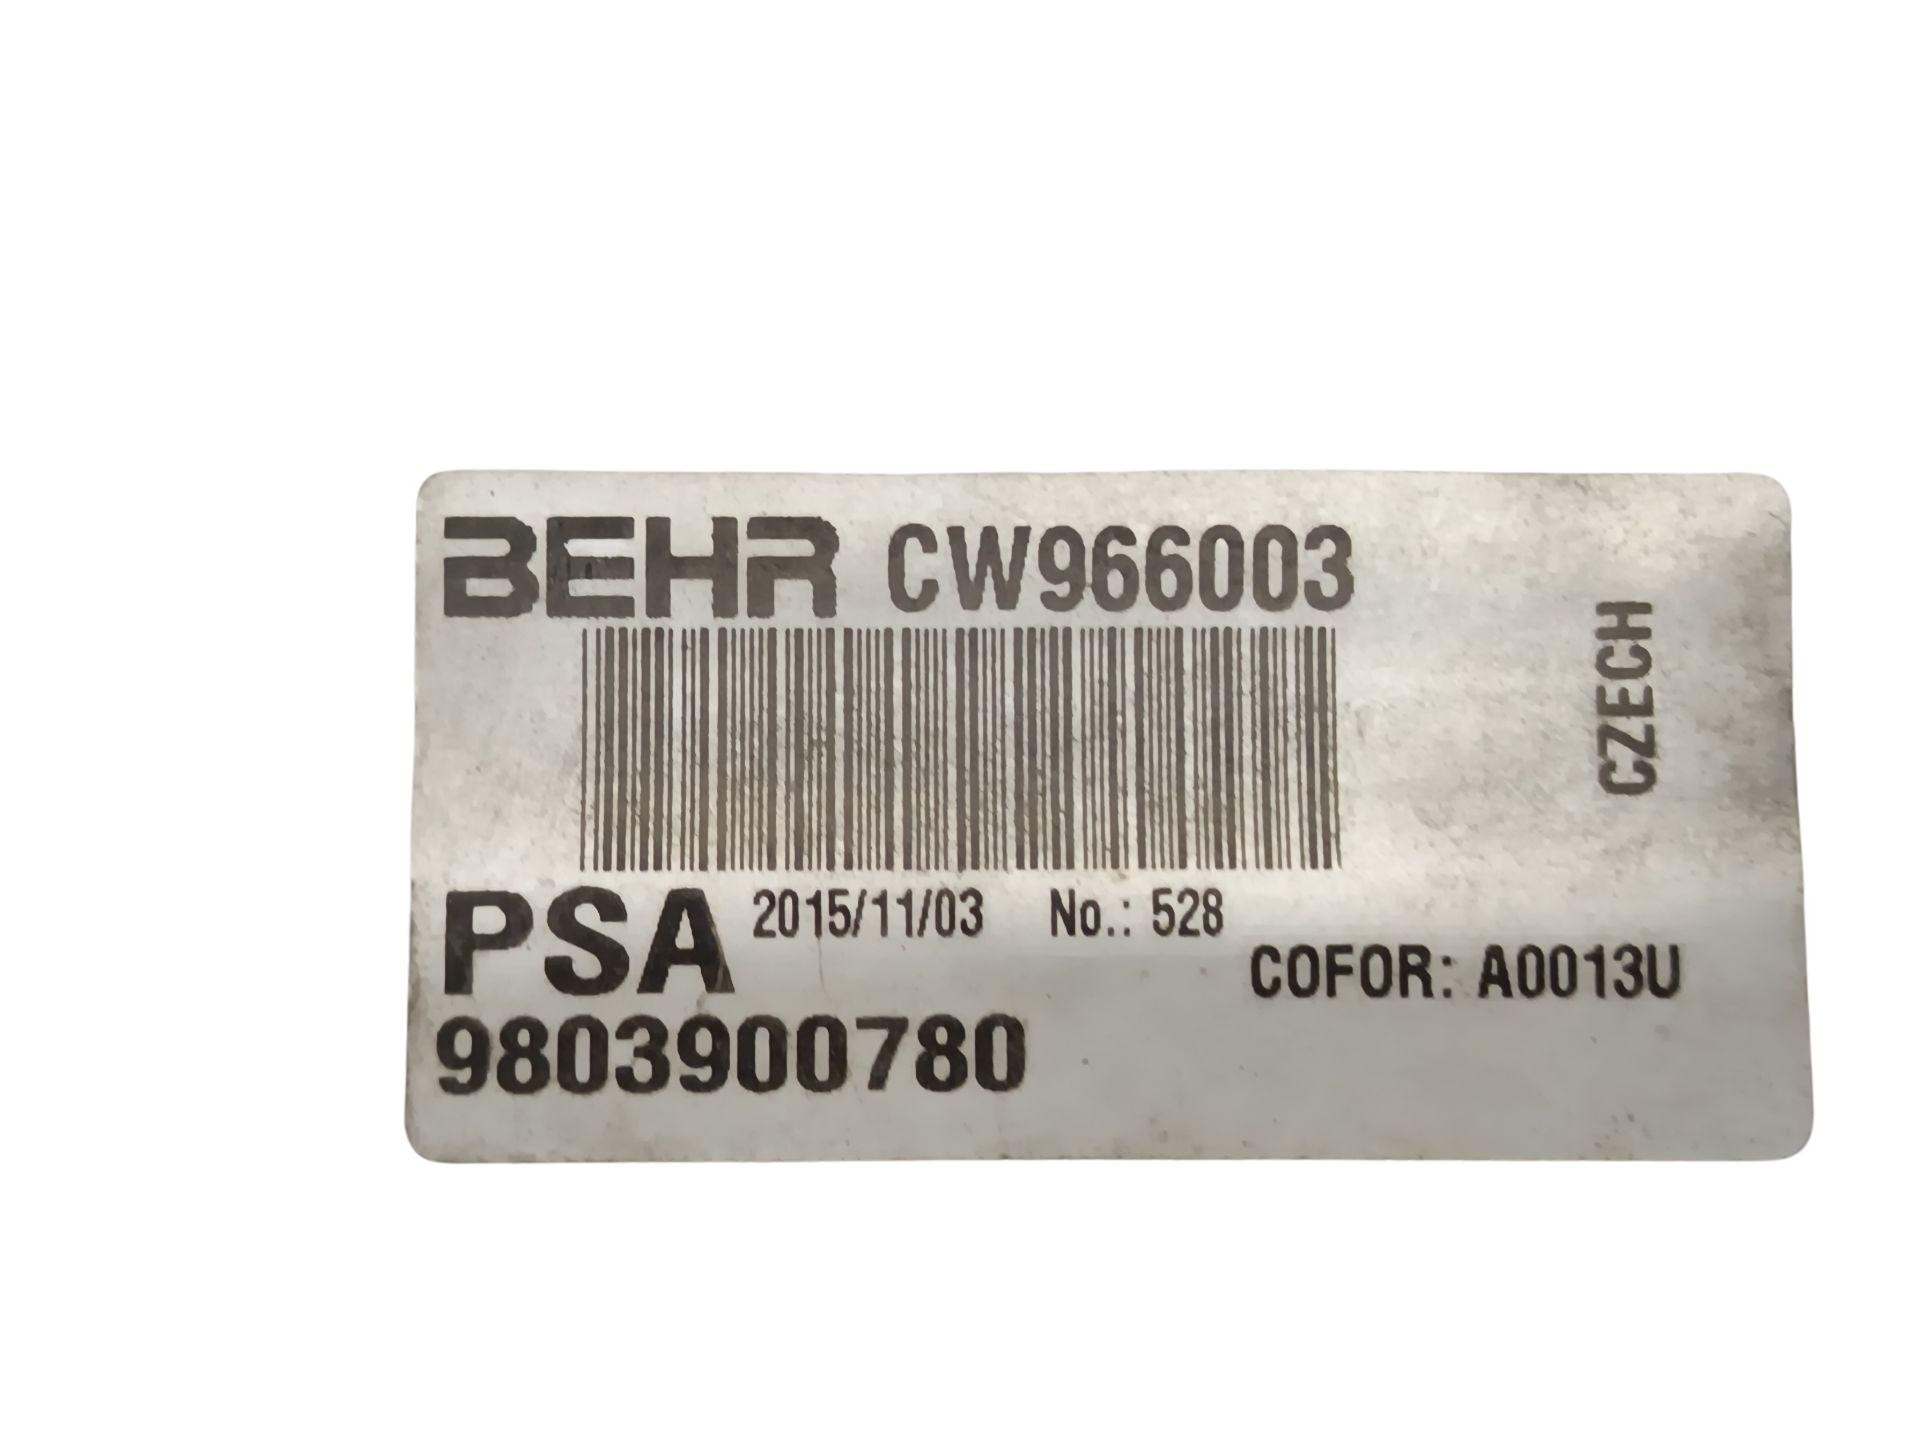 BEHR CW966003
CZECH
PSA 2015/11/03 No.: 528
COFOR: A0013U
9803900780